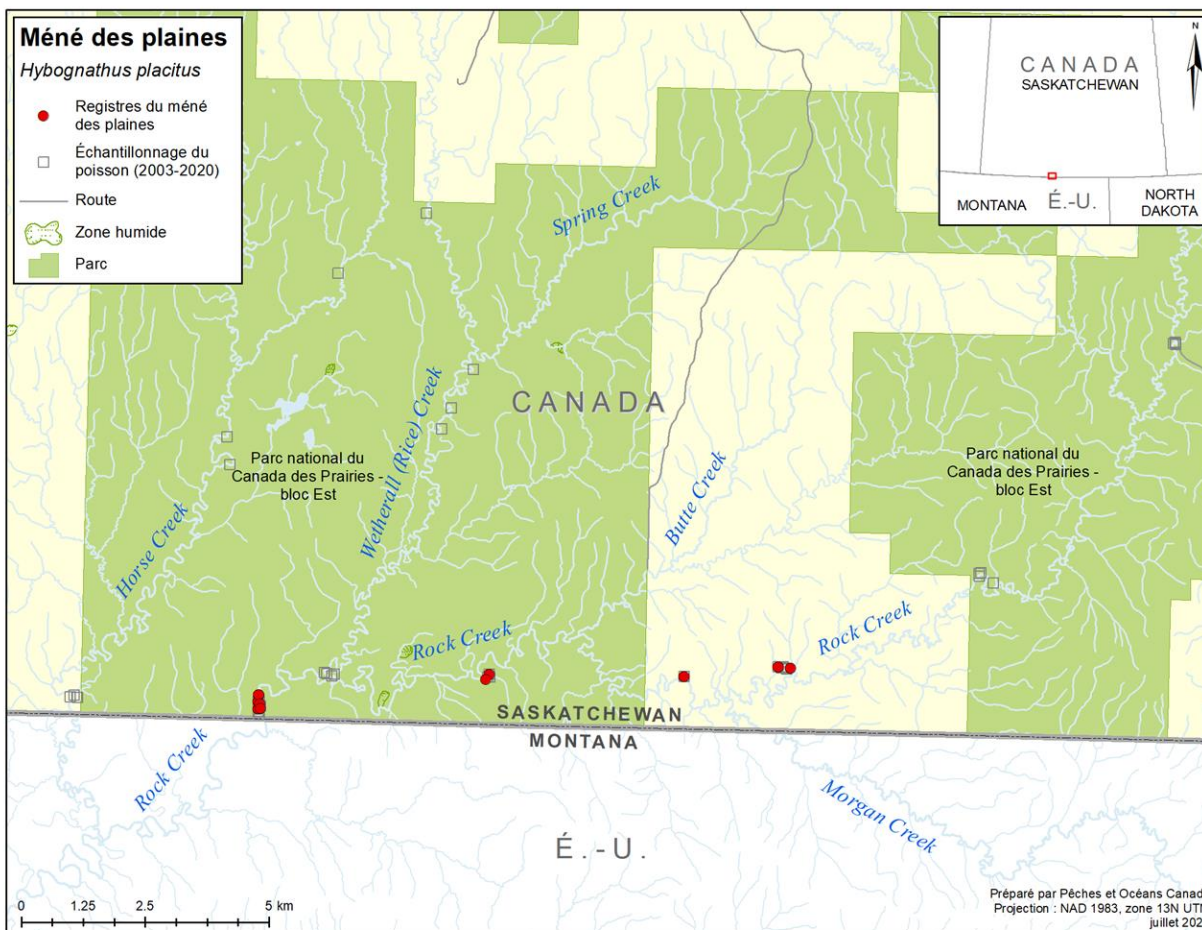 Méné des plaines
Hybognathus placitus
Registres du méné
des plaines
Échantillonnage du
poisson (2003-2020)
Route
Zone humide
Parc
N
CANADA
SASKATCHEWAN
MONTANA
É.-U.
NORTH
DAKOTA
Spring Creek
CANADA
Wetherall (Rice) Creek
Parc national du
Canada des Prairies -
bloc Est
Parc national du
Canada des Prairies -
bloc Est
Butte Creek
Horse Creek
Rock Creek
Rock Creek
SASKATCHEWAN
MONTANA
Rock Creek
Morgan Creek
É.-U.
0 1.25 2.5 5 km
Préparé par Pêches et Océans Canad
Projection : NAD 1983, zone 13N UTM
juillet 202